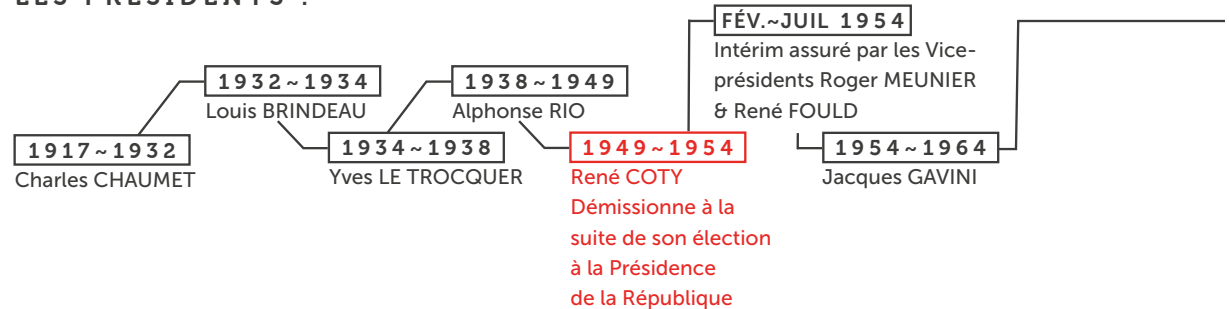 LES PRÉSIDENTS :
1917~1932
Charles CHAUMET
1932~1934
Louis BRINDEAU
1934~1938
Yves LE TROCQUER
1938~1949
Alphonse RIO
1949~1954
René COTY
Démissionne à la
suite de son élection
à la Présidence
de la République
FÉV.~JUIL 1954
Intérim assuré par les Vice-
présidents Roger MEUNIER
& René FOULD
1954~1964
Jacques GAVINI